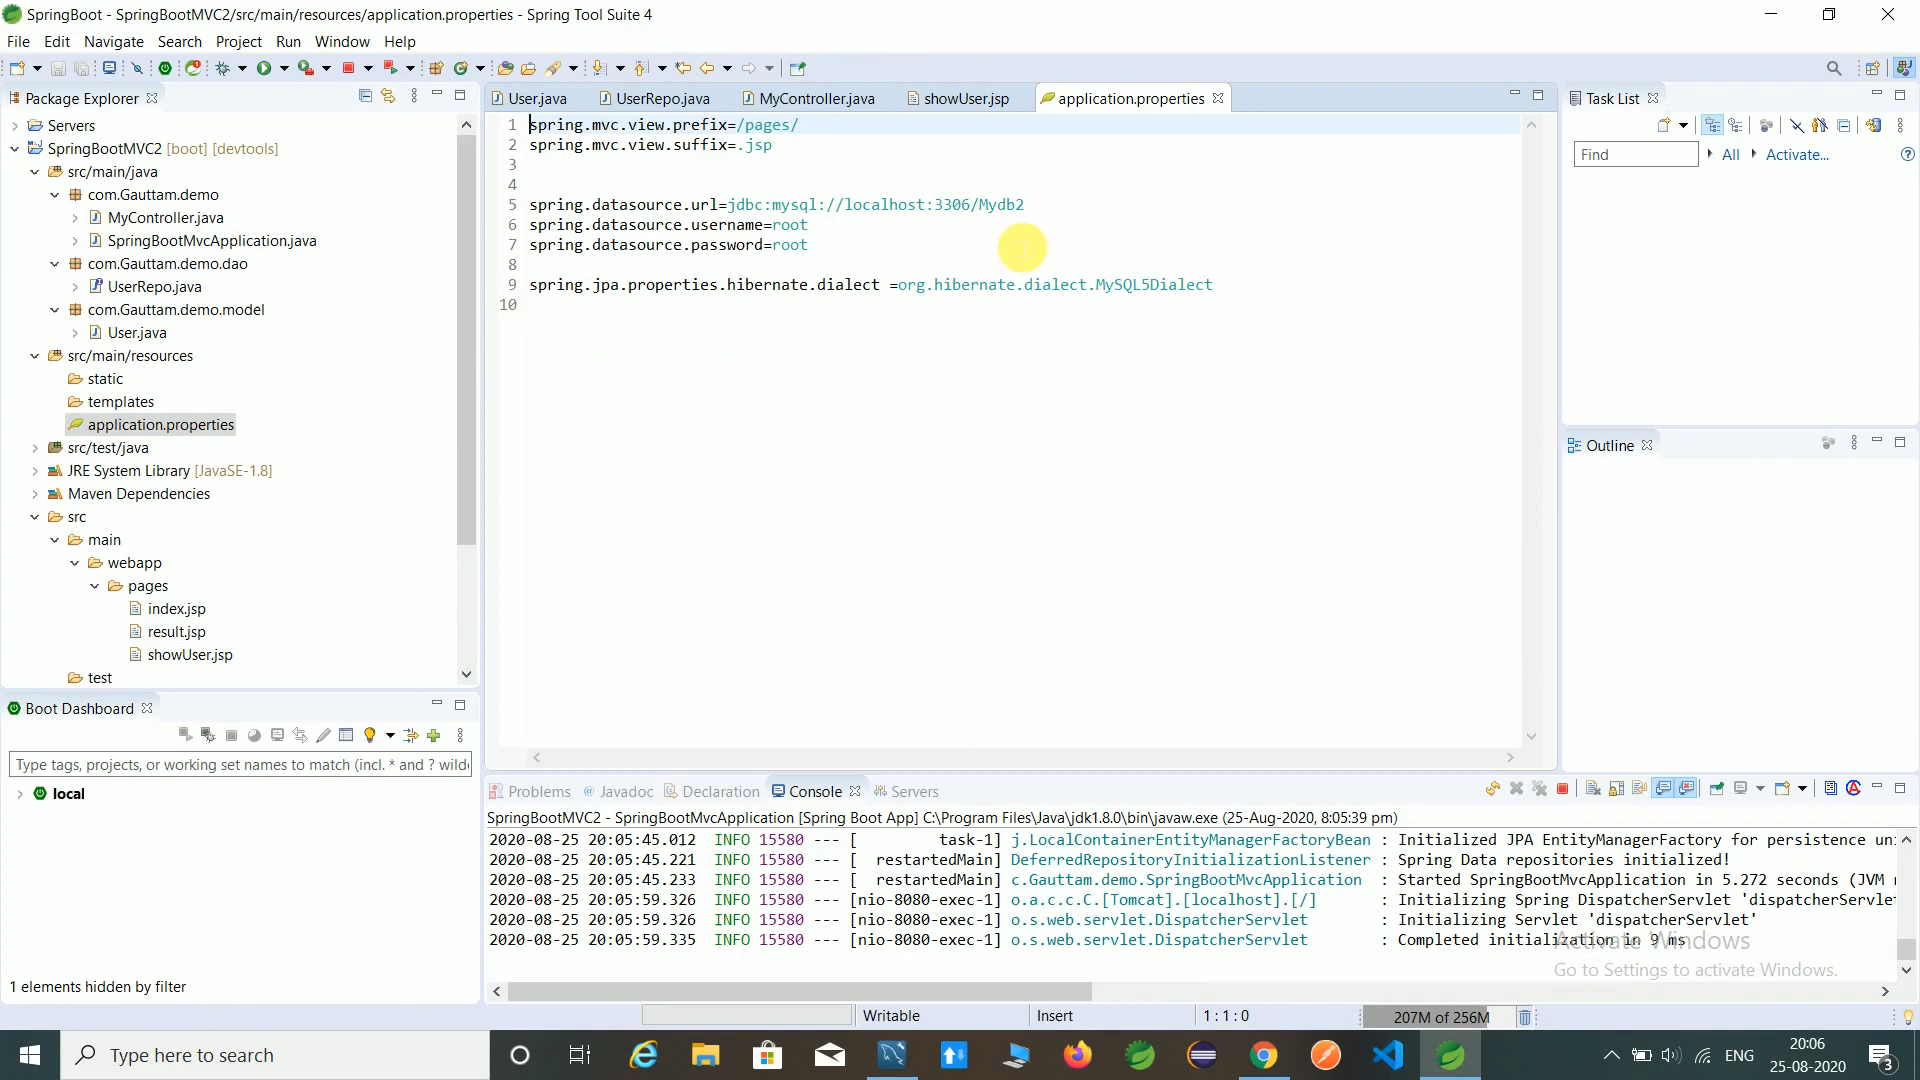 SpringBoot - SpringBootMVC2/src/main/resources/application.properties - Spring Tool Suite 4
File Edit Navigate Search Project Run Window Help
Package Explorer
Servers
SpringBootMVC2 [boot] [devtools]
src/main/java
com.Gauttam.demo
MyController.java
SpringBootMvcApplication.java
com.Gauttam.demo.dao
UserRepo.java
com.Gauttam.demo.model
User.java
src/main/resources
static
templates
application.properties
src/test/java
JRE System Library [JavaSE-1.8]
Maven Dependencies
src
main
webapp
pages
index.jsp
result.jsp
showUser.jsp
test
Boot Dashboard
Type tags, projects, or working set names to match (incl. * and ? wild
local
1 elements hidden by filter
User.java UserRepo.java MyController.java showUser.jsp application.properties
1 spring.mvc.view.prefix=/pages/
2 spring.mvc.view.suffix=.jsp
3
4
5 spring.datasource.url=jdbc:mysql://localhost:3306/Mydb2
6 spring.datasource.username=root
7 spring.datasource.password=root
8
9 spring.jpa.properties.hibernate.dialect =org.hibernate.dialect.MySQL5Dialect
10
Task List
Find All Activate...
Outline
Problems Javadoc Declaration Console Servers
SpringBootMVC2 - SpringBootMvcApplication [Spring Boot App] C:\Program Files\Java\jdk1.8.0\bin\javaw.exe (25-Aug-2020, 8:05:39 pm)
2020-08-25 20:05:45.012 INFO 15580 --- [ task-1] j.LocalContainerEntityManagerFactoryBean : Initialized JPA EntityManagerFactory for persistence un
2020-08-25 20:05:45.221 INFO 15580 --- [ restartedMain] DeferredRepositoryInitializationListener : Spring Data repositories initialized!
2020-08-25 20:05:45.233 INFO 15580 --- [ restartedMain] c.Gauttam.demo.SpringBootMvcApplication : Started SpringBootMvcApplication in 5.272 seconds (JVM
2020-08-25 20:05:59.326 INFO 15580 --- [nio-8080-exec-1] o.a.c.c.C.[Tomcat].[localhost].[/] : Initializing Spring DispatcherServlet 'dispatcherServle
2020-08-25 20:05:59.326 INFO 15580 --- [nio-8080-exec-1] o.s.web.servlet.DispatcherServlet : Initializing Servlet 'dispatcherServlet'
2020-08-25 20:05:59.335 INFO 15580 --- [nio-8080-exec-1] o.s.web.servlet.DispatcherServlet : Completed initialization in 9 ms
Activate Windows
Go to Settings to activate Windows.
Writable Insert 1 : 1 : 0 207M of 256M
Type here to search
ENG
20:06
25-08-2020
3